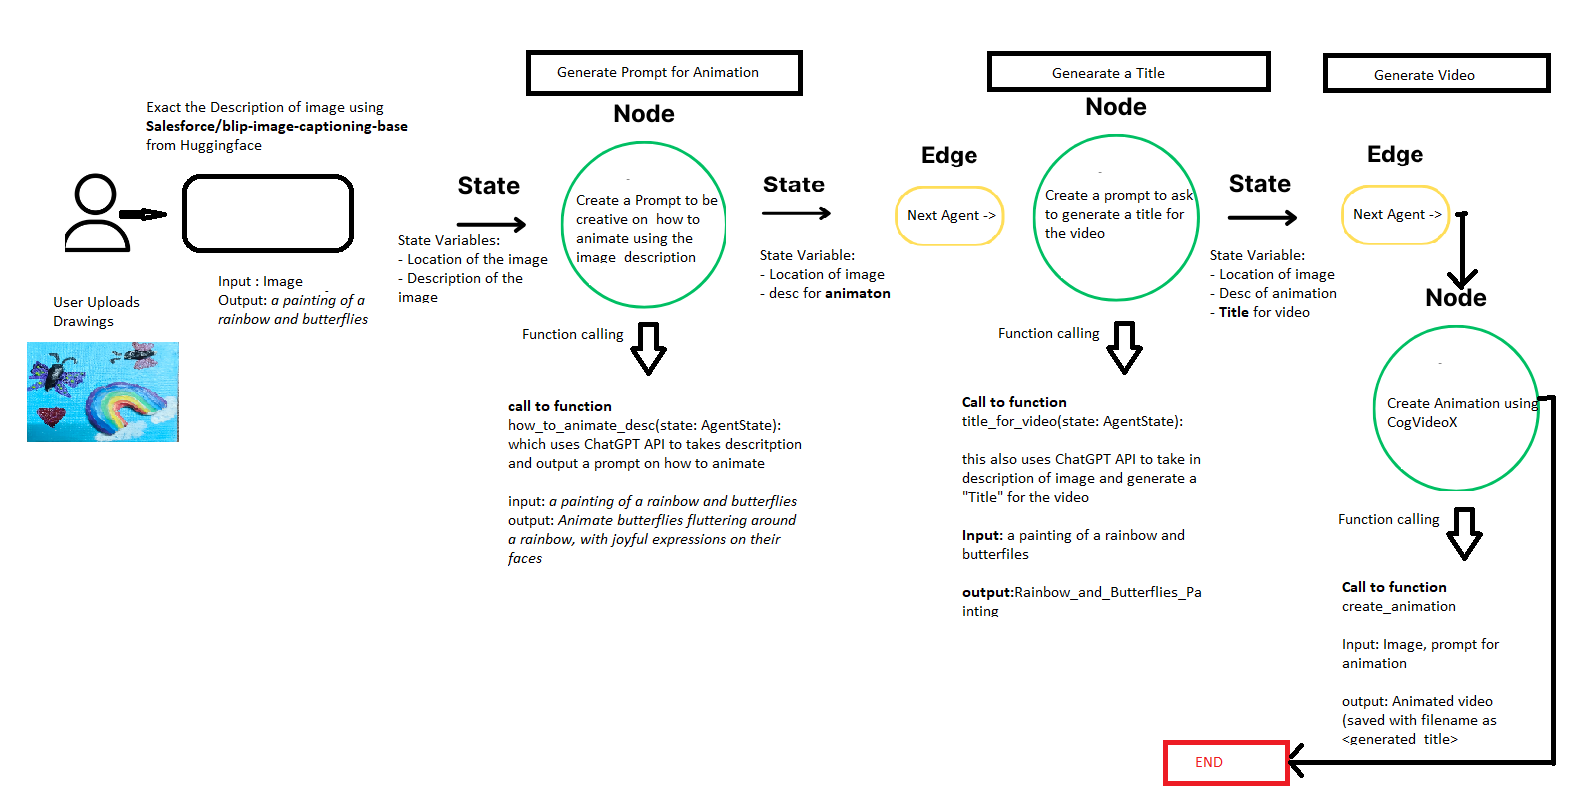 Generate Prompt for Animation
Genearate a Title
Generate Video
Exact the Description of image using
Salesforce/blip-image-captioning-base
from Huggingface
Node
Node
Edge
Edge
State
State
State
Create a Prompt to be
creative on how to
animate using the
image description
Next Agent ->
Create a prompt to ask
to generate a title for
the video
Next Agent ->
State Variables:
- Location of the image
- Description of the
image
State Variable:
- Location of image
- desc for animaton
State Variable:
- Location of image
- Desc of animation
- Title for video
Node
Input : Image
Output: a painting of a
rainbow and butterflies
User Uploads
Drawings
Function calling
Function calling
call to function
how_to_animate_desc(state: AgentState):
which uses ChatGPT API to takes descritption
and output a prompt on how to animate
input: a painting of a rainbow and butterflies
output: Animate butterflies fluttering around
a rainbow, with joyful expressions on their
faces
Call to function
title_for_video(state: AgentState):
this also uses ChatGPT API to take in
description of image and generate a
"Title" for the video
Input: a painting of a rainbow and
butterfiles
output:Rainbow_and_Butterflies_Pa
inting
Create Animation using
CogVideoX
Function calling
Call to function
create_animation
Input: Image, prompt for
animation
output: Animated video
(saved with filename as
<generated_title>
END